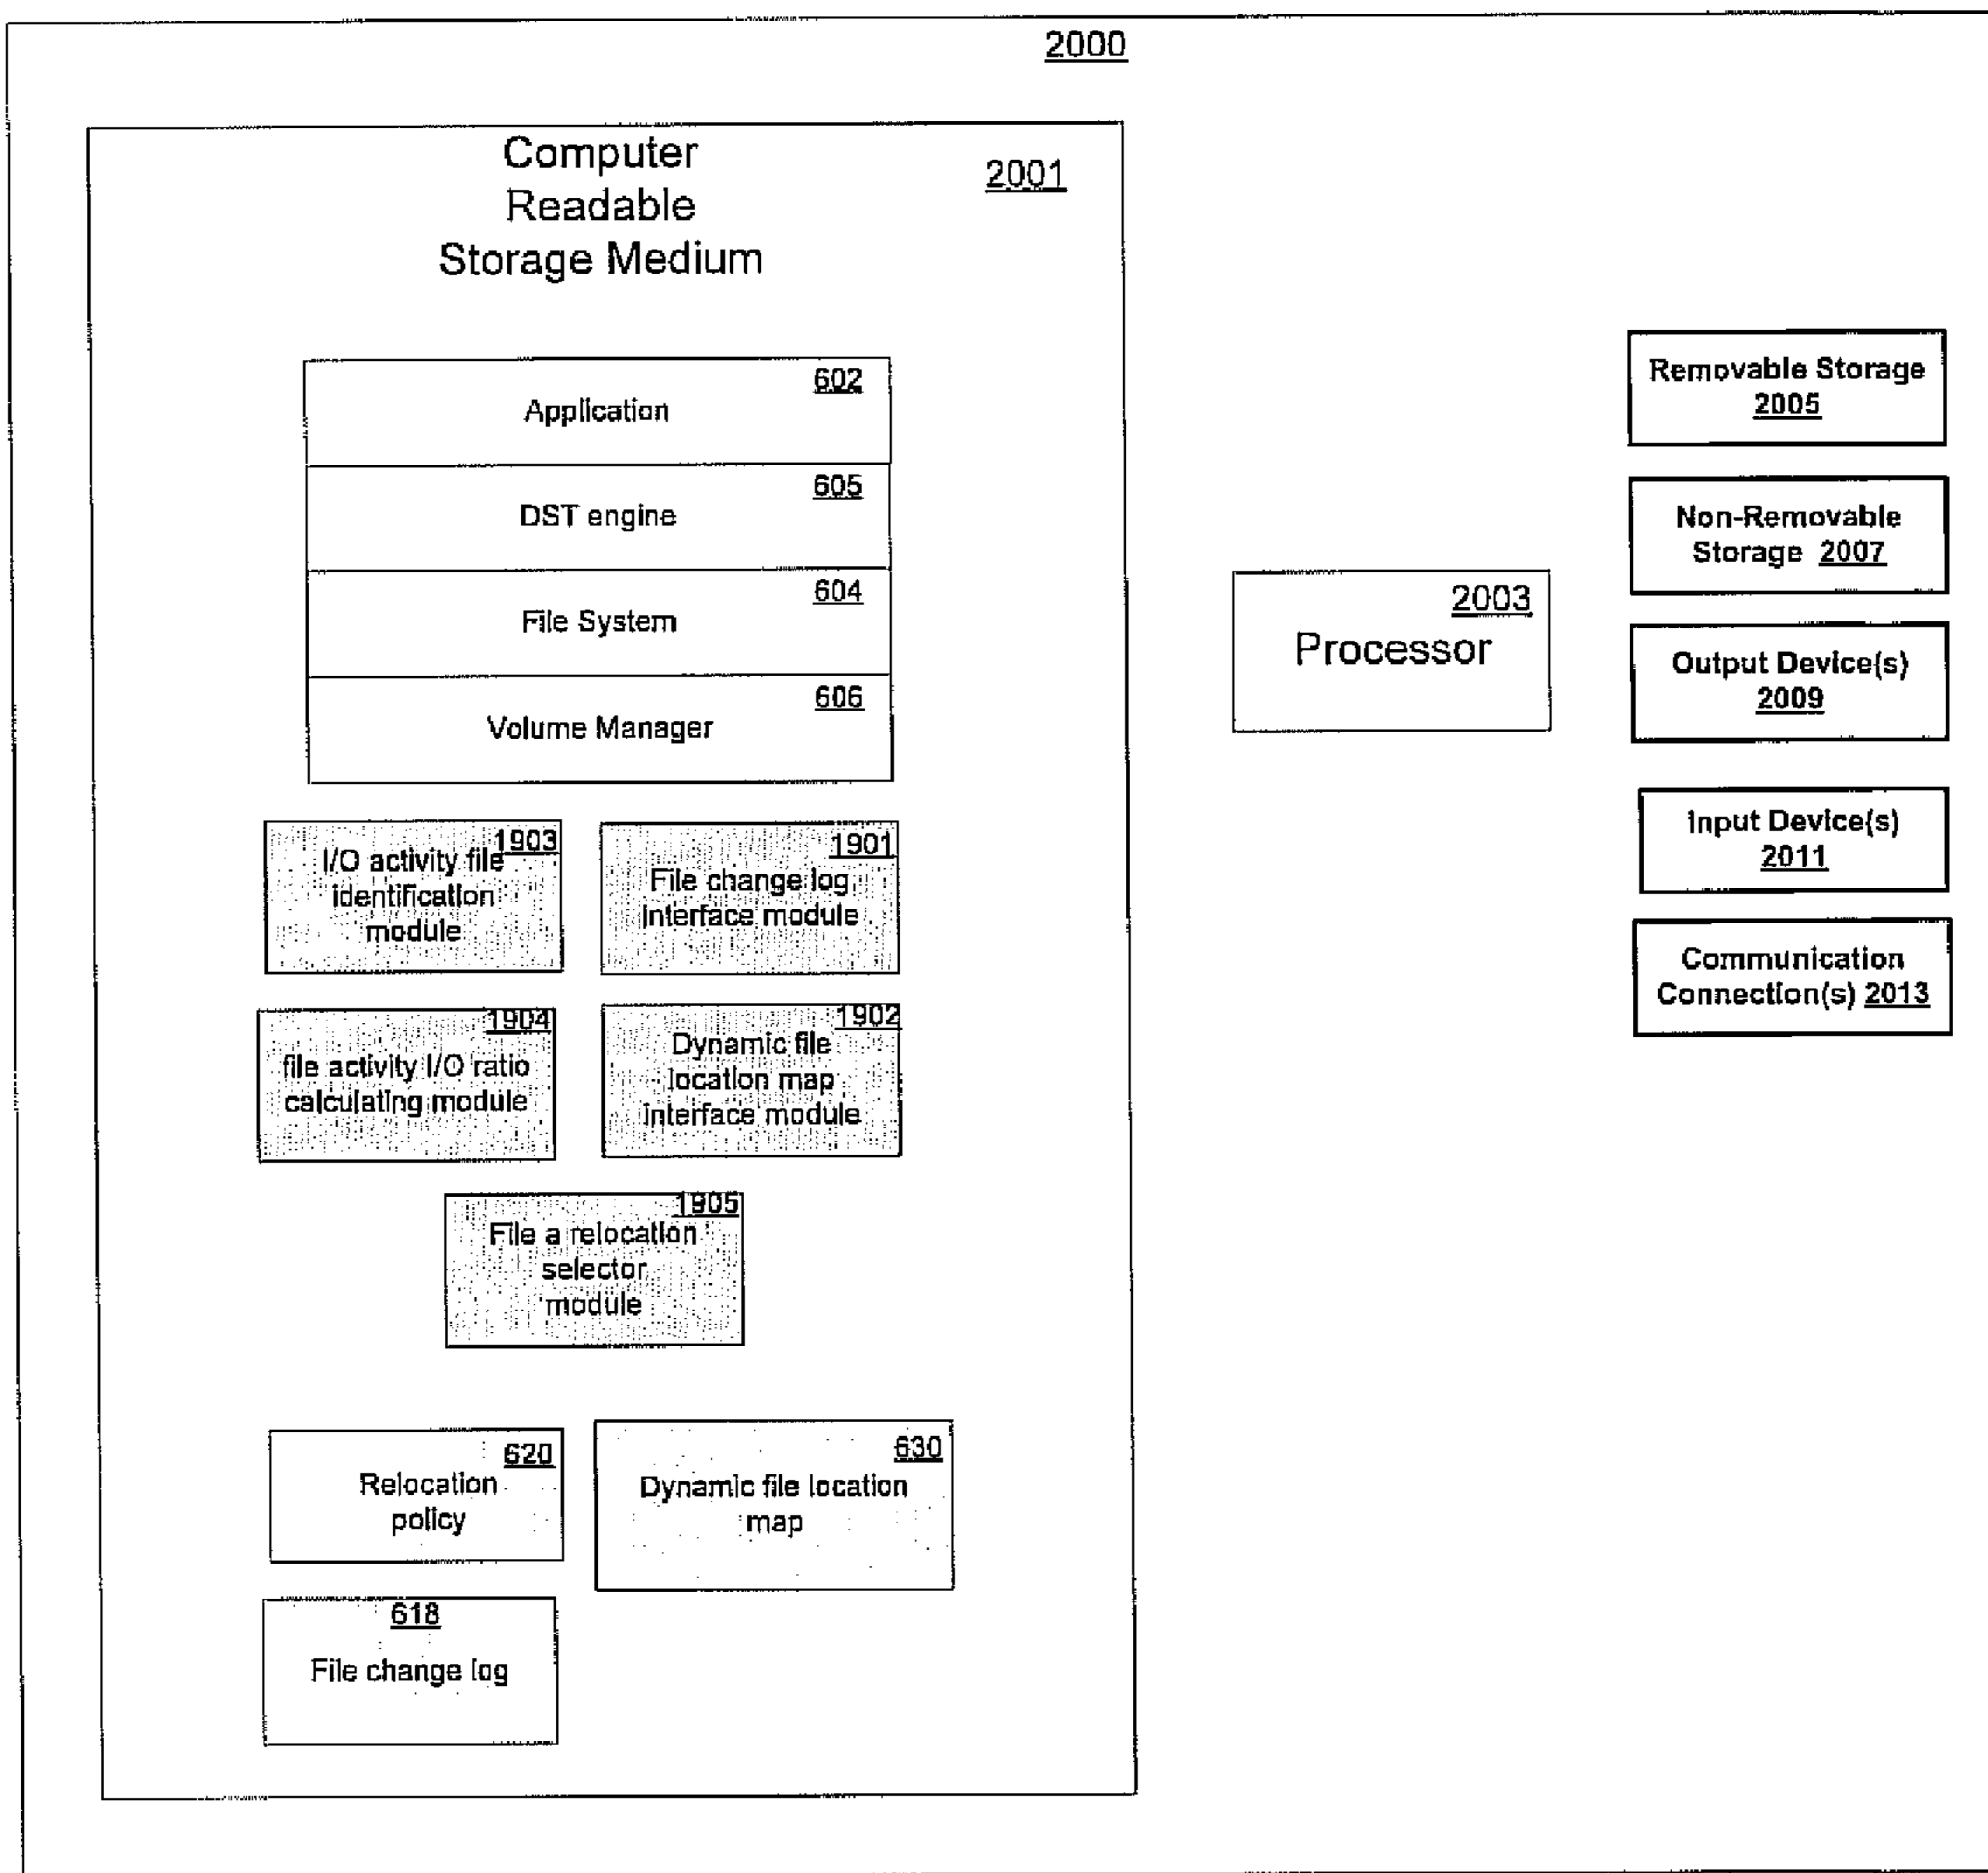 2000
Computer
Readable
Storage Medium
2001
602
Application
605
DST engine
604
File System
606
Volume Manager
1903
I/O activity file
identification
module
1901
File change log
interface module
1904
file activity I/O ratio
calculating module
1902
Dynamic file
location map
interface module
1905
File a relocation
selector
module
620
Relocation
policy
630
Dynamic file location
map
618
File change log
2003
Processor
Removable Storage
2005
Non-Removable
Storage 2007
Output Device(s)
2009
Input Device(s)
2011
Communication
Connection(s) 2013